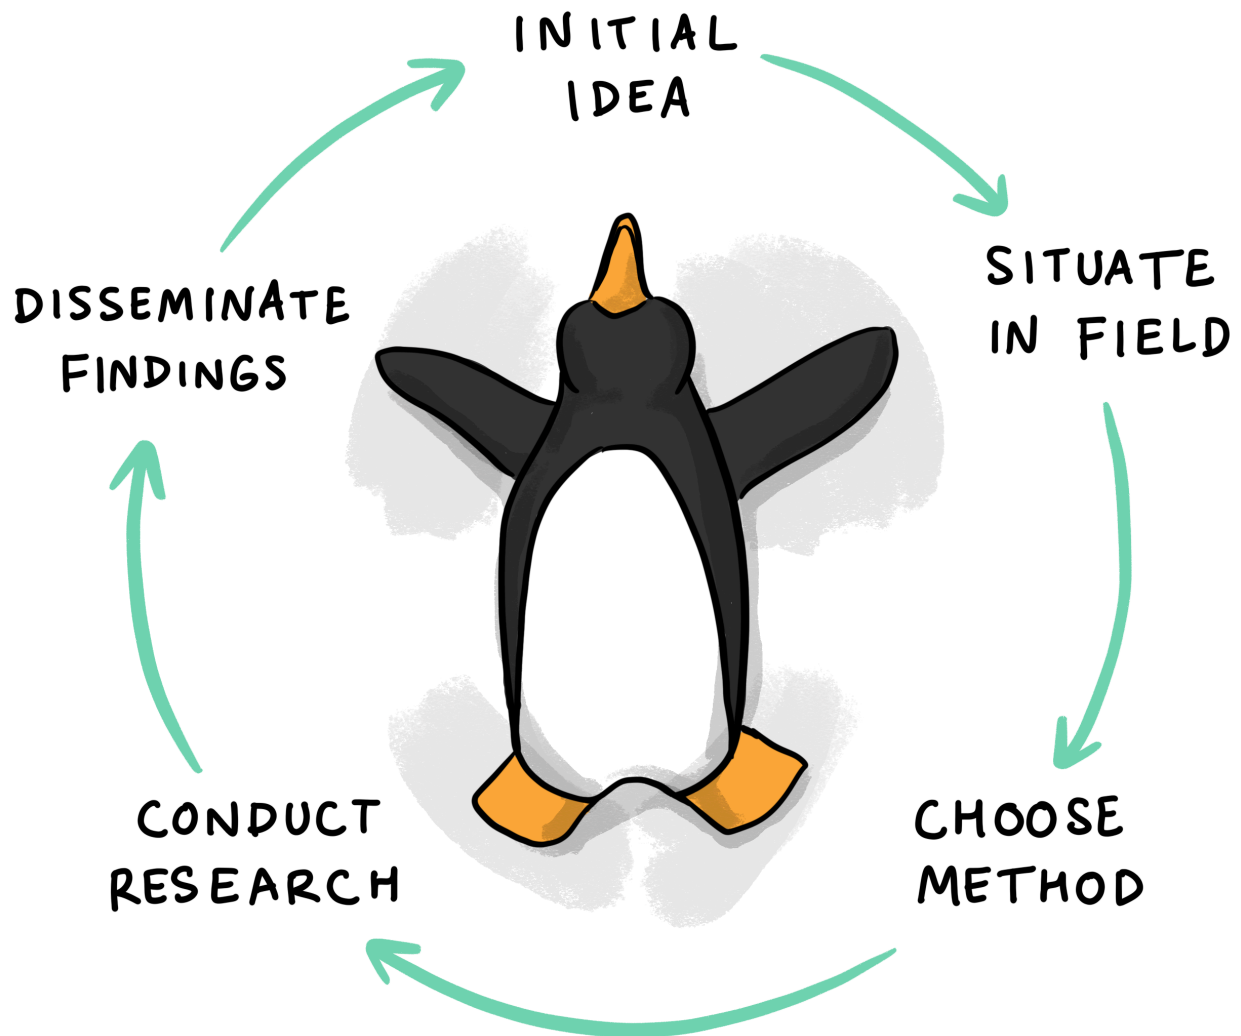 INITIAL
IDEA
SITUATE
IN FIELD
CHOOSE
METHOD
CONDUCT
RESEARCH
DISSEMINATE
FINDINGS